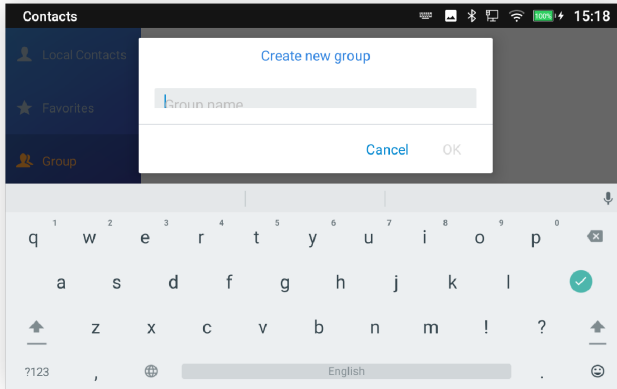 Contacts 100% 15:18
Local Contacts
Create new group
Favorites
Group name
Cancel OK
Group
1 2 3 4 5 6 7 8 9 0
q w e r t y u i o p
a s d f g h j k l
z x c v b n m ! ?
?123 , English .